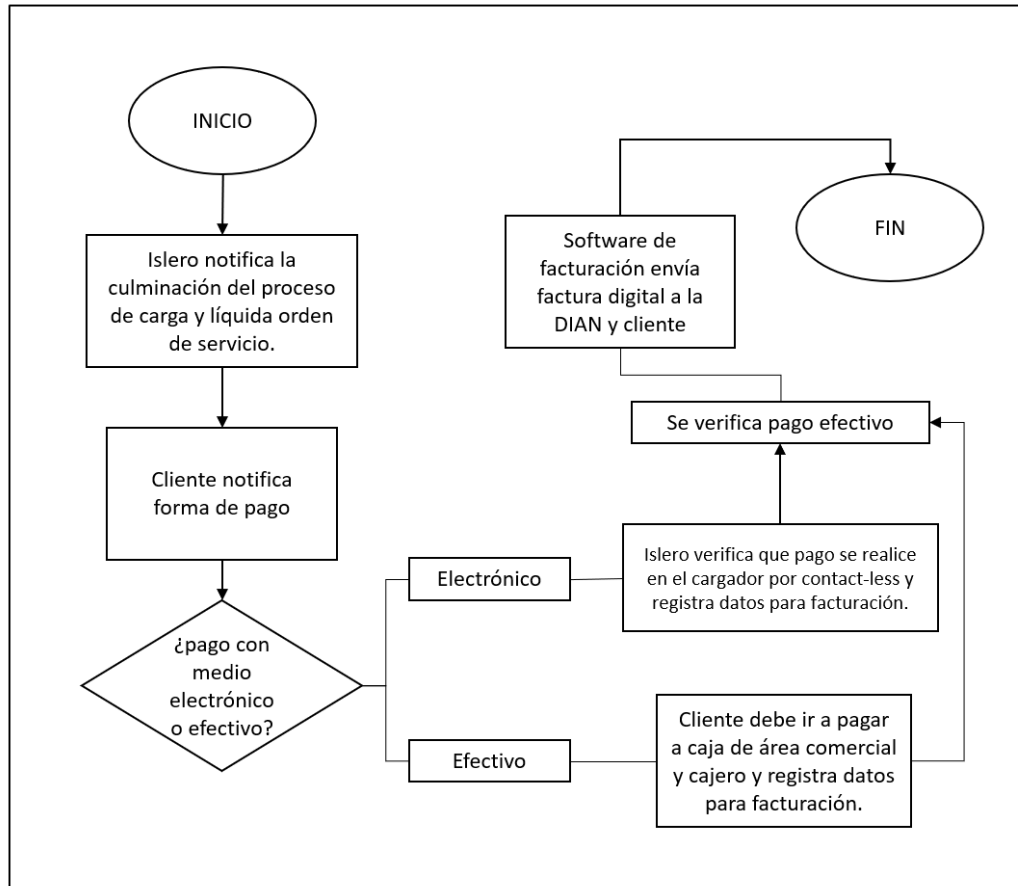 INICIO
Islero notifica la
culminación del proceso
de carga y líquida orden
de servicio.
Cliente notifica
forma de pago
¿pago con
medio
electrónico
o efectivo?
Electrónico
Islero verifica que pago se realice
en el cargador por contact-less y
registra datos para facturación.
Efectivo
Cliente debe ir a pagar
a caja de área comercial
y cajero y registra datos
para facturación.
Se verifica pago efectivo
Software de
facturación envía
factura digital a la
DIAN y cliente
FIN